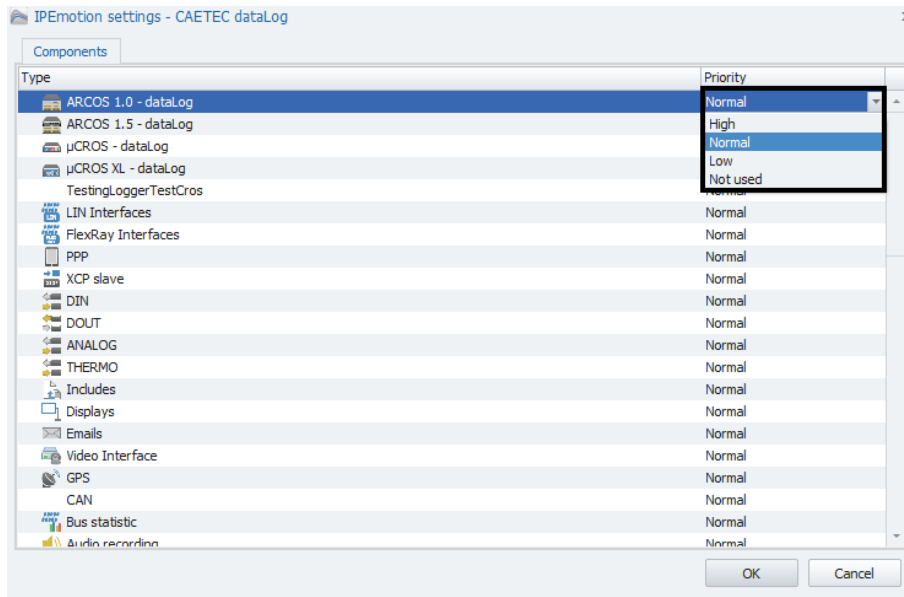 IPEmotion settings - CAETEC dataLog
Components
Type Priority
ARCOS 1.0 - dataLog Normal
High
ARCOS 1.5 - dataLog
Normal
µCROS - dataLog
Low
µCROS XL - dataLog
Not used
TestingLoggerTestCros
LIN Interfaces Normal
FlexRay Interfaces Normal
PPP Normal
XCP slave Normal
DIN Normal
DOUT Normal
ANALOG Normal
THERMO Normal
Includes Normal
Displays Normal
Emails Normal
Video Interface Normal
GPS Normal
CAN Normal
Bus statistic Normal
Audio recording Normal
OK Cancel